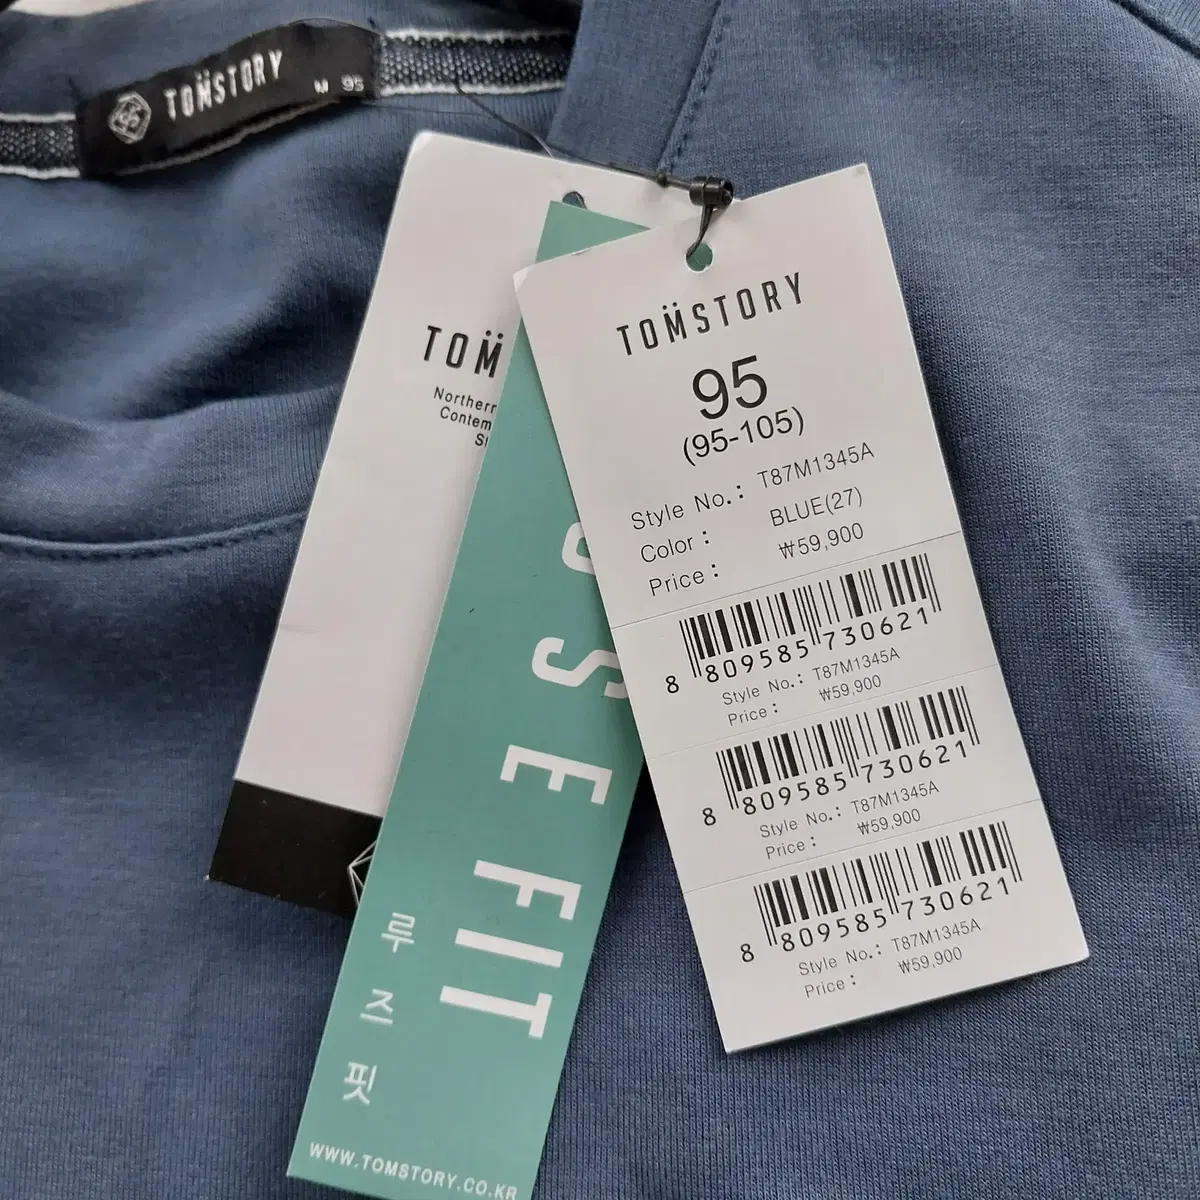 TOMSTORY M 95
TOM
Northern
Contem
TOMSTORY
95
(95-105)
Style No.: T87M1345A
Color : BLUE(27)
Price : ₩59,900
8 809585 730621
Style No.: T87M1345A
Price : ₩59,900
8 809585 730621
Style No.: T87M1345A
Price : ₩59,900
8 809585 730621
Style No.: T87M1345A
Price : ₩59,900
SE FIT
루즈핏
WWW.TOMSTORY.CO.KR